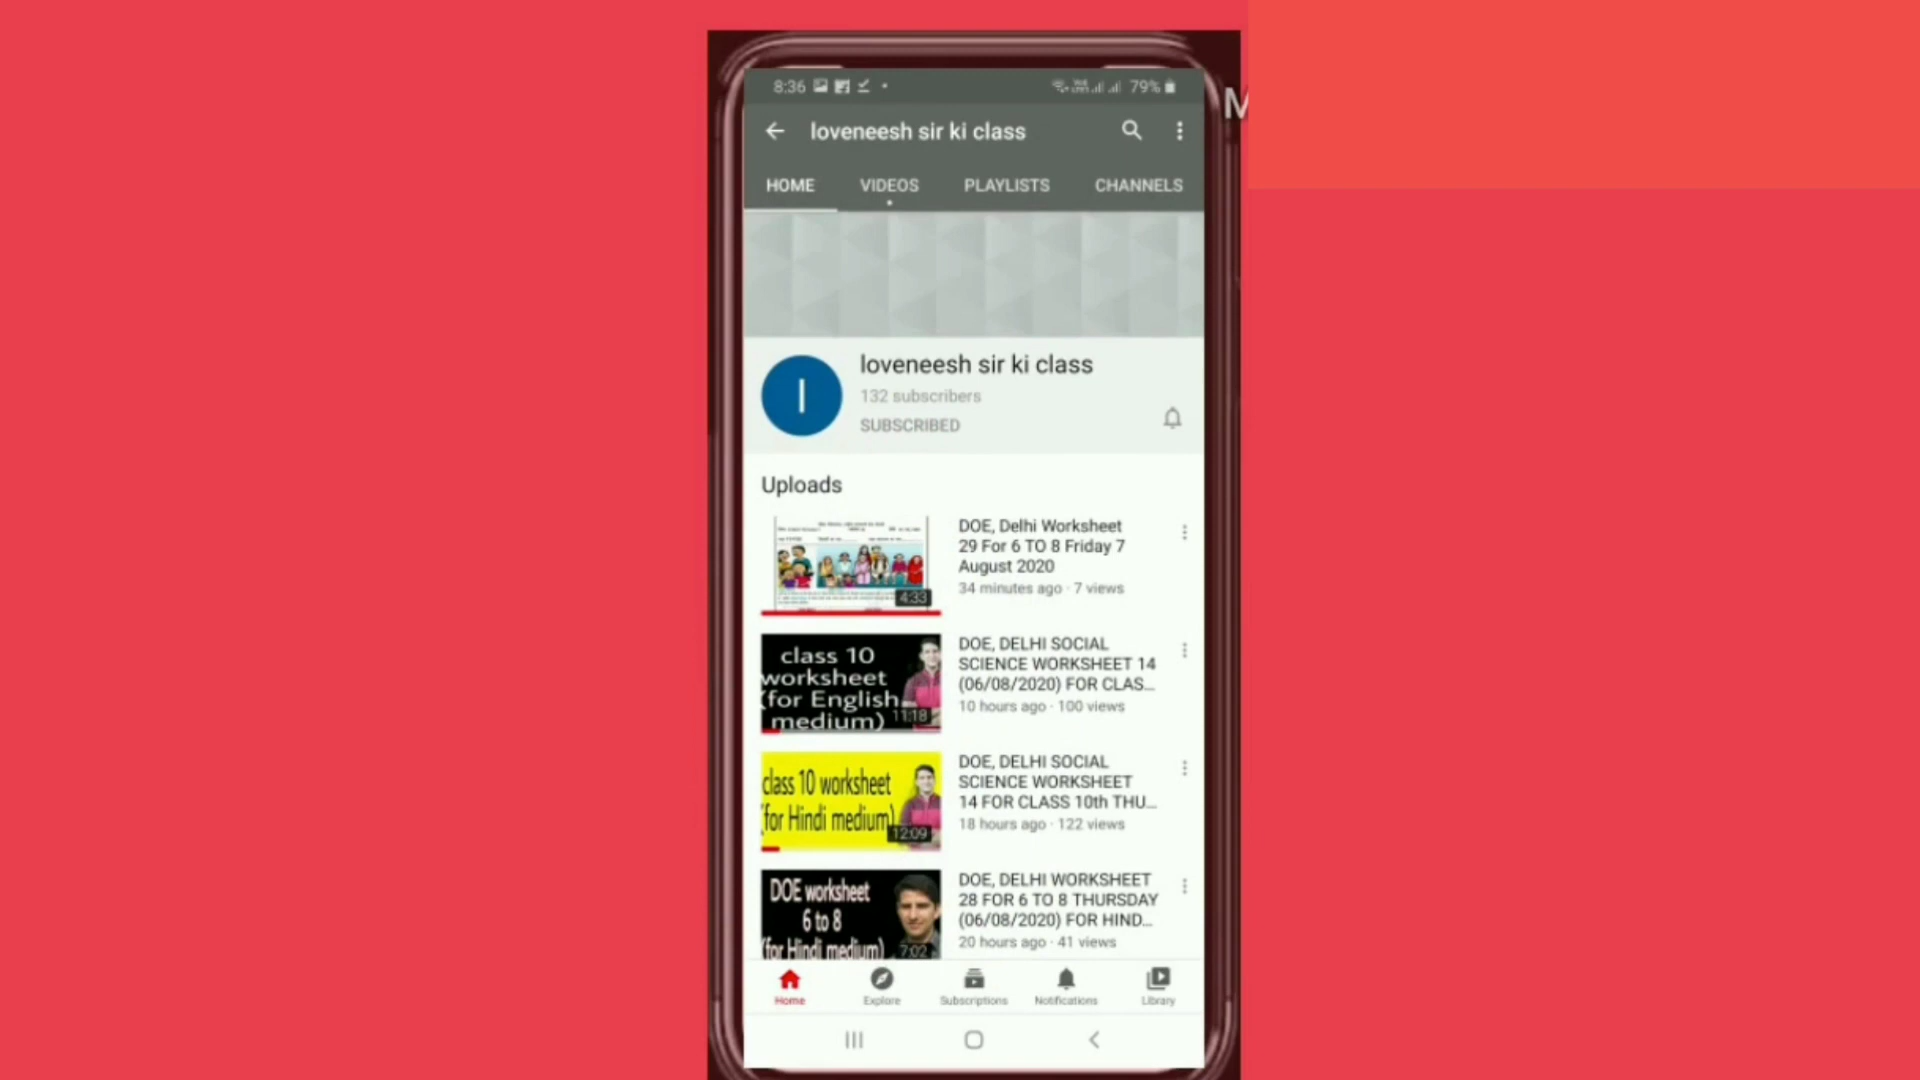 8:36
79%
M
loveneesh sir ki class
HOME VIDEOS PLAYLISTS CHANNELS
l
loveneesh sir ki class
132 subscribers
SUBSCRIBED
Uploads
4:33
DOE, Delhi Worksheet
29 For 6 TO 8 Friday 7
August 2020
34 minutes ago · 7 views
class 10
worksheet
(for English
medium)
11:18
DOE, DELHI SOCIAL
SCIENCE WORKSHEET 14
(06/08/2020) FOR CLAS...
10 hours ago · 100 views
class 10 worksheet
(for Hindi medium)
12:09
DOE, DELHI SOCIAL
SCIENCE WORKSHEET
14 FOR CLASS 10th THU...
18 hours ago · 122 views
DOE worksheet
6 to 8
(for Hindi medium)
7:02
DOE, DELHI WORKSHEET
28 FOR 6 TO 8 THURSDAY
(06/08/2020) FOR HIND...
20 hours ago · 41 views
Home Explore Subscriptions Notifications Library